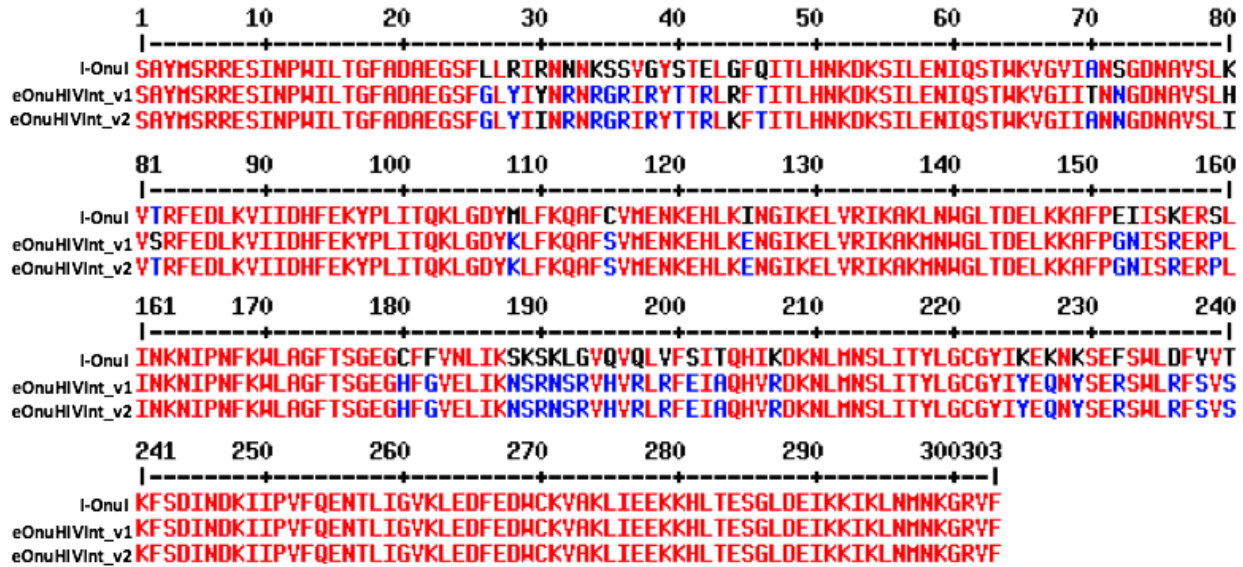 1 10 20 30 40 50 60 70 80
I-OnuI SAYMSRRESINPWILTGFADAEGSFLLRIRNNNKSSVGYSTELGFQITLHNKDKSILENIQSTWKVGVIANSGDNAVSLK
eOnuHIVInt_v1 SAYMSRRESINPWILTGFADAEGSFGLYIYNRNRGRIRYTTRLRFTITLHNKDKSILENIQSTWKVGIITNNGDNAVSLH
eOnuHIVInt_v2 SAYMSRRESINPWILTGFADAEGSFGLYIINRNRGRIRYTTRLKFTITLHNKDKSILENIQSTWKVGIIANNGDNAVSLI
81 90 100 110 120 130 140 150 160
I-OnuI VTRFEDLKVIIDHFEKYPLITQKLGDYMLFKQAFCVMENKEHLKINGIKELVRIKAKLNWGLTDELKKAFPEIISKERSL
eOnuHIVInt_v1 VSRFEDLKVIIDHFEKYPLITQKLGDYKLFKQAFSVMENKEHLKENGIKELVRIKAKMNWGLTDELKKAFPGNISRERPL
eOnuHIVInt_v2 VTRFEDLKVIIDHFEKYPLITQKLGDYKLFKQAFSVMENKEHLKENGIKELVRIKAKMNWGLTDELKKAFPGNISRERPL
161 170 180 190 200 210 220 230 240
I-OnuI INKNIPNFKWLAGFTSGEGCFFVNLIKSKSKLGVQVQLVFSITQHIKDKNLMNSLITYLGCGYIKEKNKSEFSWLDFVVT
eOnuHIVInt_v1 INKNIPNFKWLAGFTSGEGHFGVELIKNSRNSRVHVRLRFEIAQHVRDKNLMNSLITYLGCGYIYEQNYSERSWLRFSVS
eOnuHIVInt_v2 INKNIPNFKWLAGFTSGEGHFGVELIKNSRNSRVHVRLRFEIAQHVRDKNLMNSLITYLGCGYIYEQNYSERSWLRFSVS
241 250 260 270 280 290 300303
I-OnuI KFSDINDKIIPVFQENTLIGVKLEDFEDWCKVAKLIEEKKHLTESGLDEIKKIKLNMNKGRVF
eOnuHIVInt_v1 KFSDINDKIIPVFQENTLIGVKLEDFEDWCKVAKLIEEKKHLTESGLDEIKKIKLNMNKGRVF
eOnuHIVInt_v2 KFSDINDKIIPVFQENTLIGVKLEDFEDWCKVAKLIEEKKHLTESGLDEIKKIKLNMNKGRVF